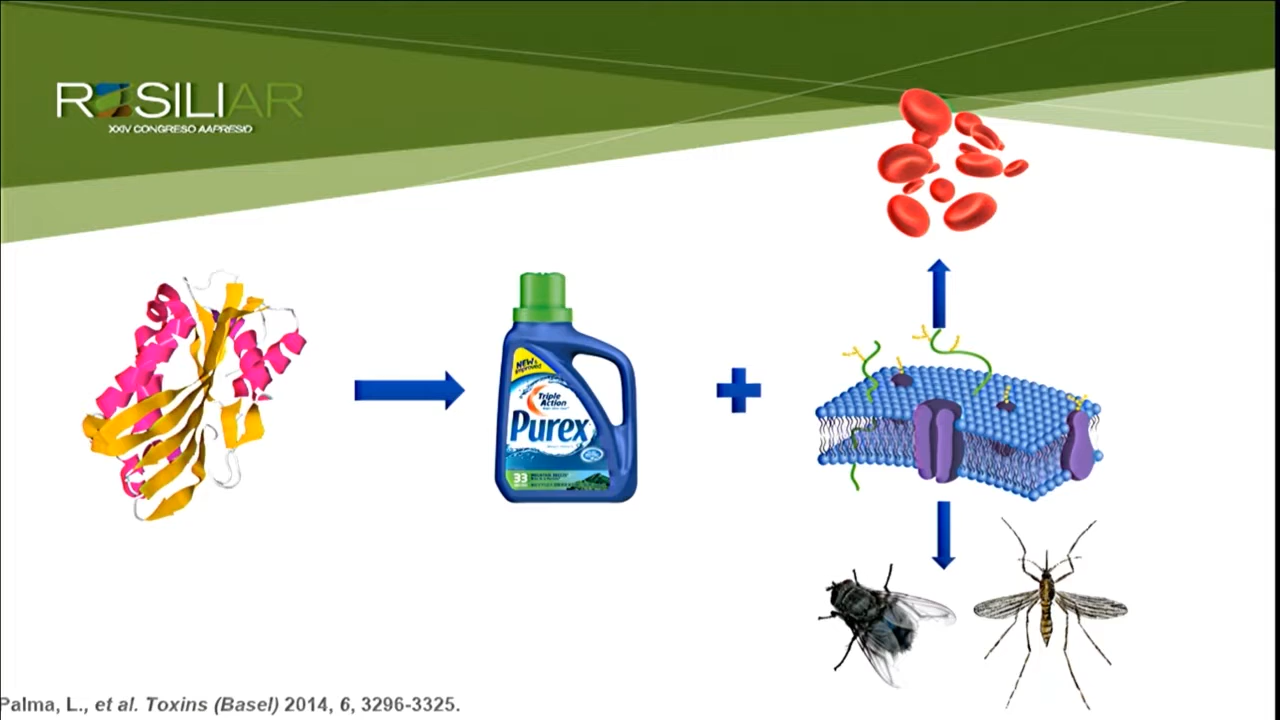 RESILIAR
XXIV CONGRESO AAPRESID
NEW &
Improved
Triple
Action
Purex
33
Palma, L., et al. Toxins (Basel) 2014, 6, 3296-3325.